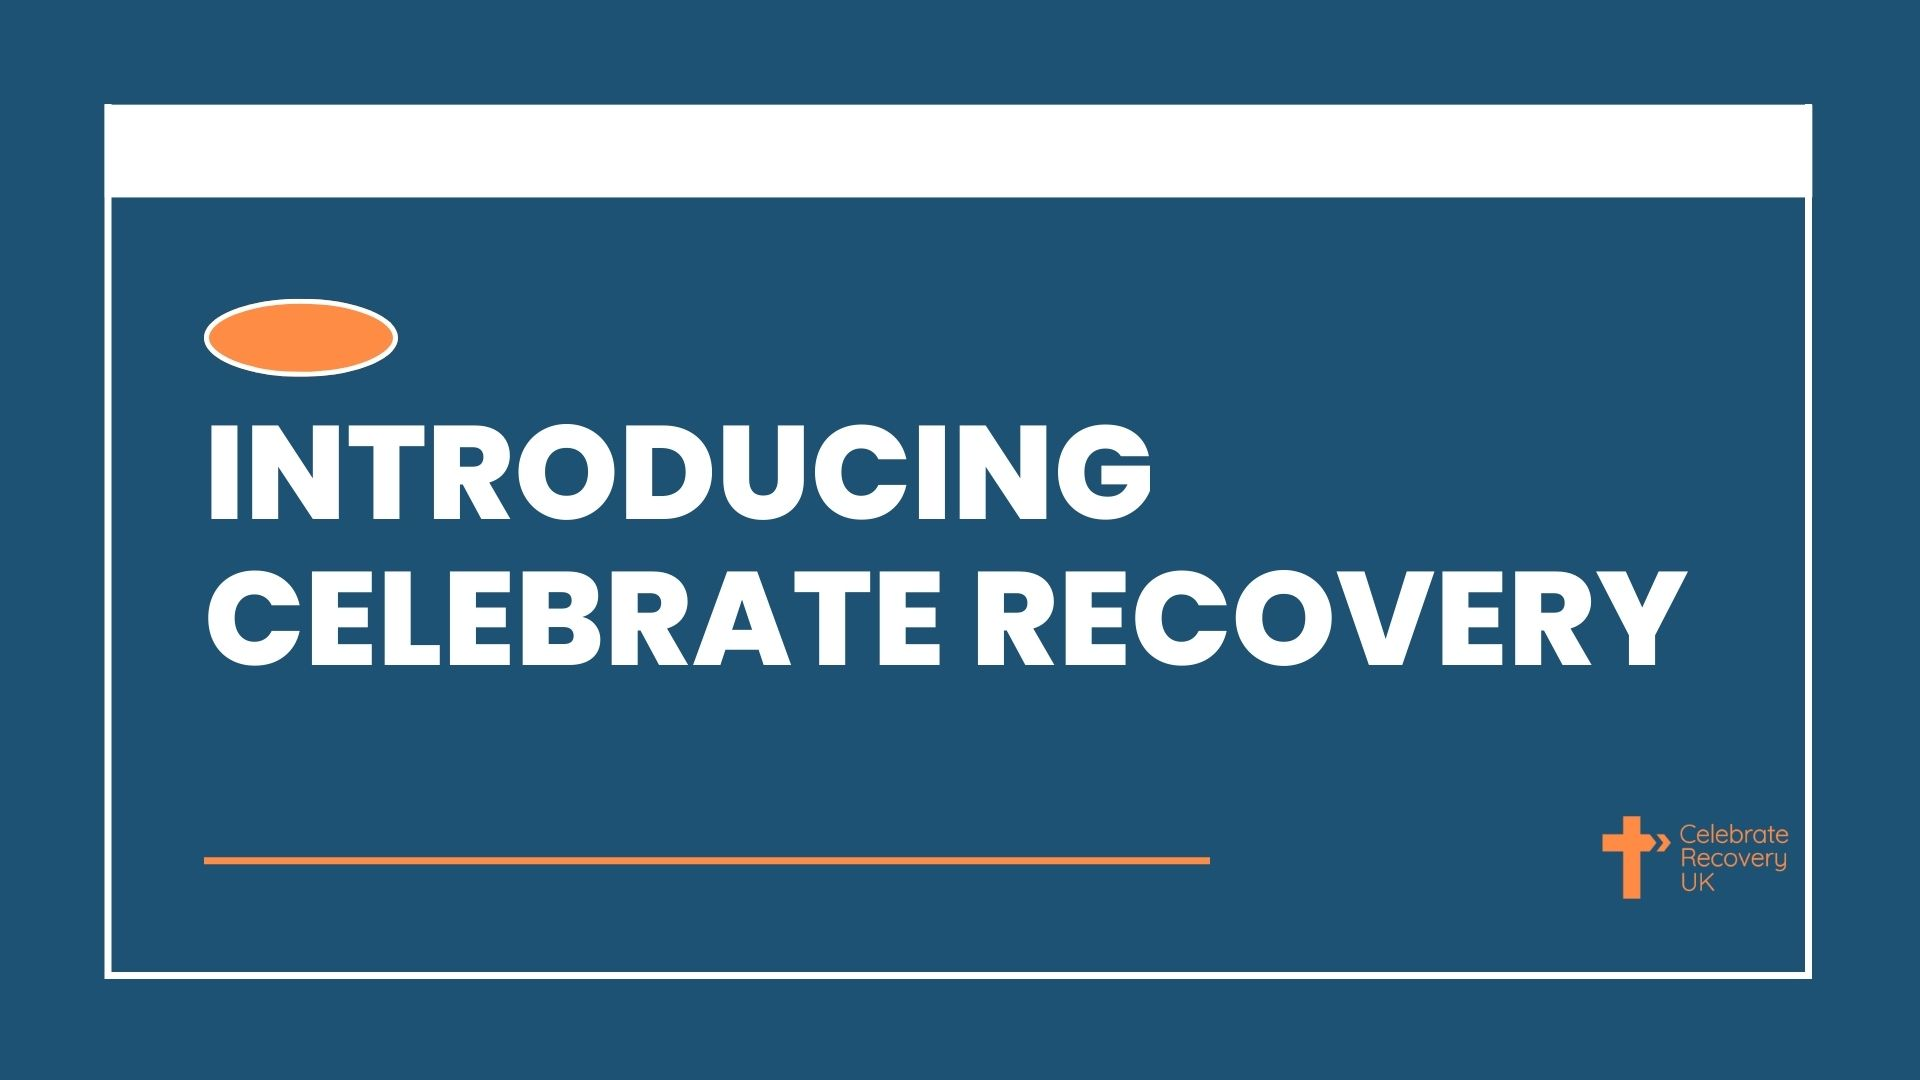 INTRODUCING
CELEBRATE RECOVERY
Celebrate
Recovery
UK